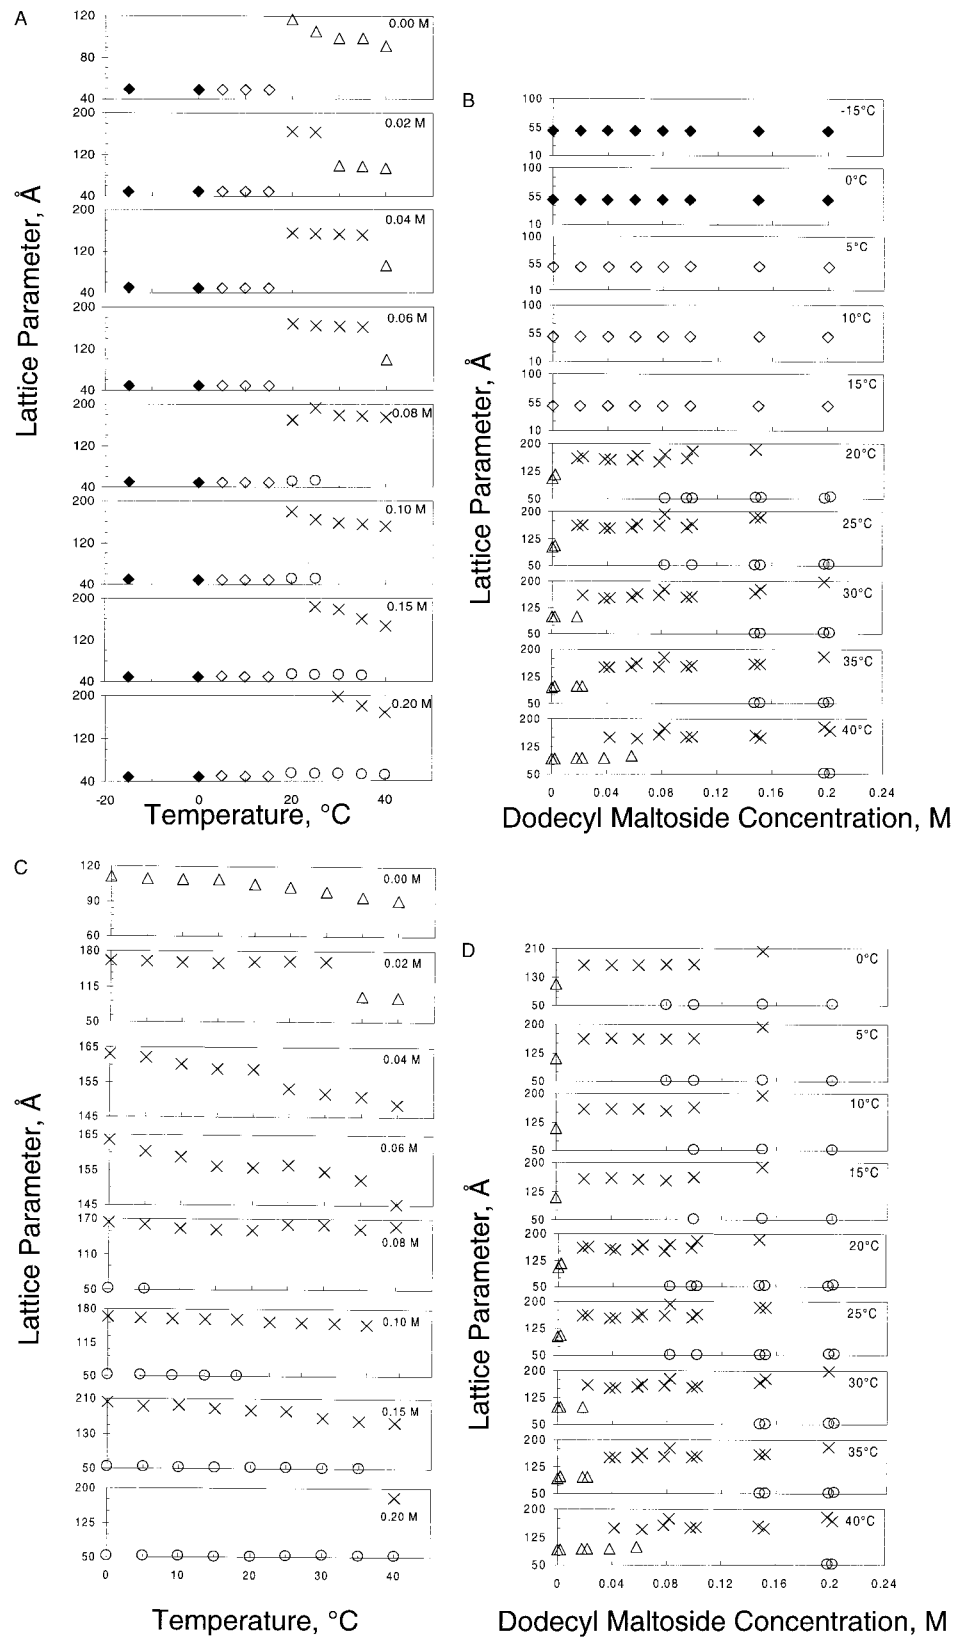 A
Lattice Parameter, Å
120
80
40
0.00 M
200
120
40
0.02 M
200
120
40
0.04 M
200
120
40
0.06 M
200
120
40
0.08 M
200
120
40
0.10 M
200
120
40
0.15 M
200
120
40
0.20 M
-20 0 20 40
Temperature, °C
B
Lattice Parameter, Å
100
55
10
-15°C
100
55
10
0°C
100
55
10
5°C
100
55
10
10°C
100
55
10
15°C
200
125
50
20°C
200
125
50
25°C
200
125
50
30°C
200
125
50
35°C
200
125
50
40°C
0 0.04 0.08 0.12 0.16 0.2 0.24
Dodecyl Maltoside Concentration, M
C
Lattice Parameter, Å
120
90
60
0.00 M
180
115
50
0.02 M
165
155
145
0.04 M
165
155
145
0.06 M
170
110
50
0.08 M
180
115
50
0.10 M
210
130
50
0.15 M
200
125
50
0.20 M
0 10 20 30 40
Temperature, °C
D
Lattice Parameter, Å
210
130
50
0°C
200
125
50
5°C
200
125
50
10°C
200
125
50
15°C
200
125
50
20°C
200
125
50
25°C
200
125
50
30°C
200
125
50
35°C
200
125
50
40°C
0 0.04 0.08 0.12 0.16 0.2 0.24
Dodecyl Maltoside Concentration, M